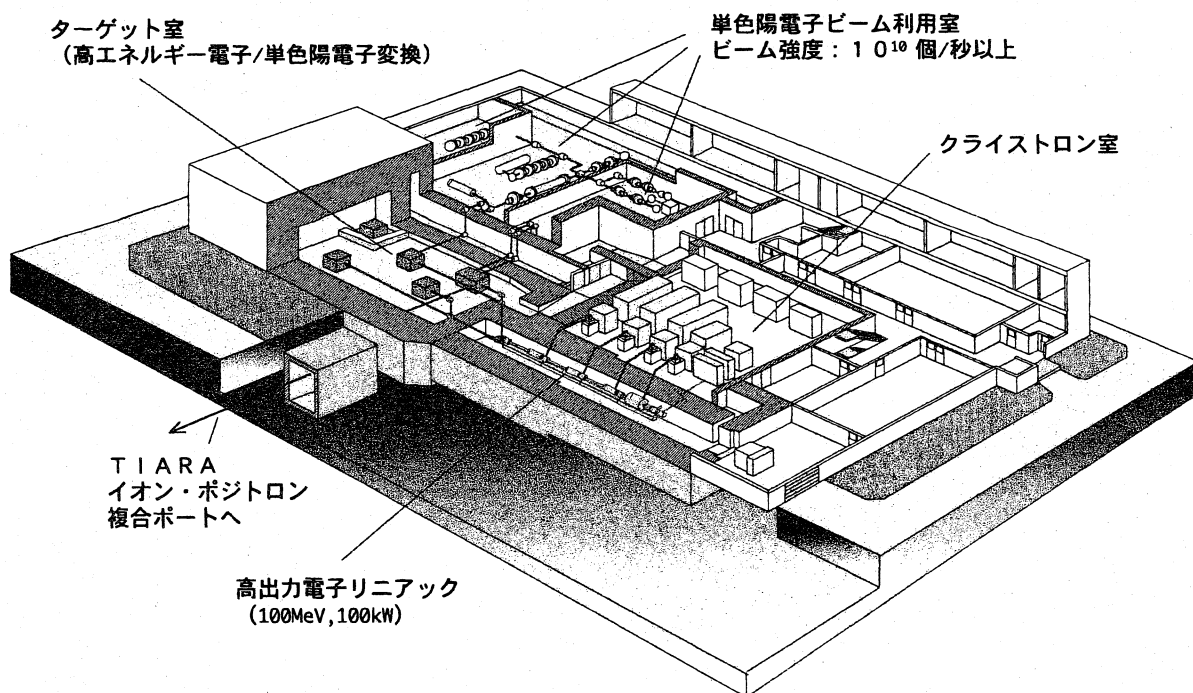 ターゲット室
(高エネルギー電子/単色陽電子変換)
単色陽電子ビーム利用室
ビーム強度：１０¹⁰ 個/秒以上
クライストロン室
ＴＩＡＲＡ
イオン・ポジトロン
複合ポートへ
高出力電子リニアック
(100MeV,100kW)